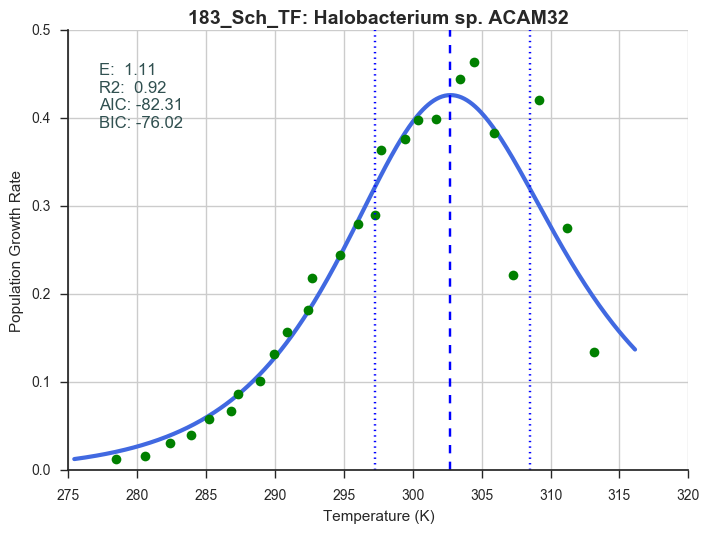 183_Sch_TF: Halobacterium sp. ACAM32
E:  1.11
R2:  0.92
AIC: -82.31
BIC: -76.02
Population Growth Rate
0.5
0.4
0.3
0.2
0.1
0.0
275 280 285 290 295 300 305 310 315 320
Temperature (K)